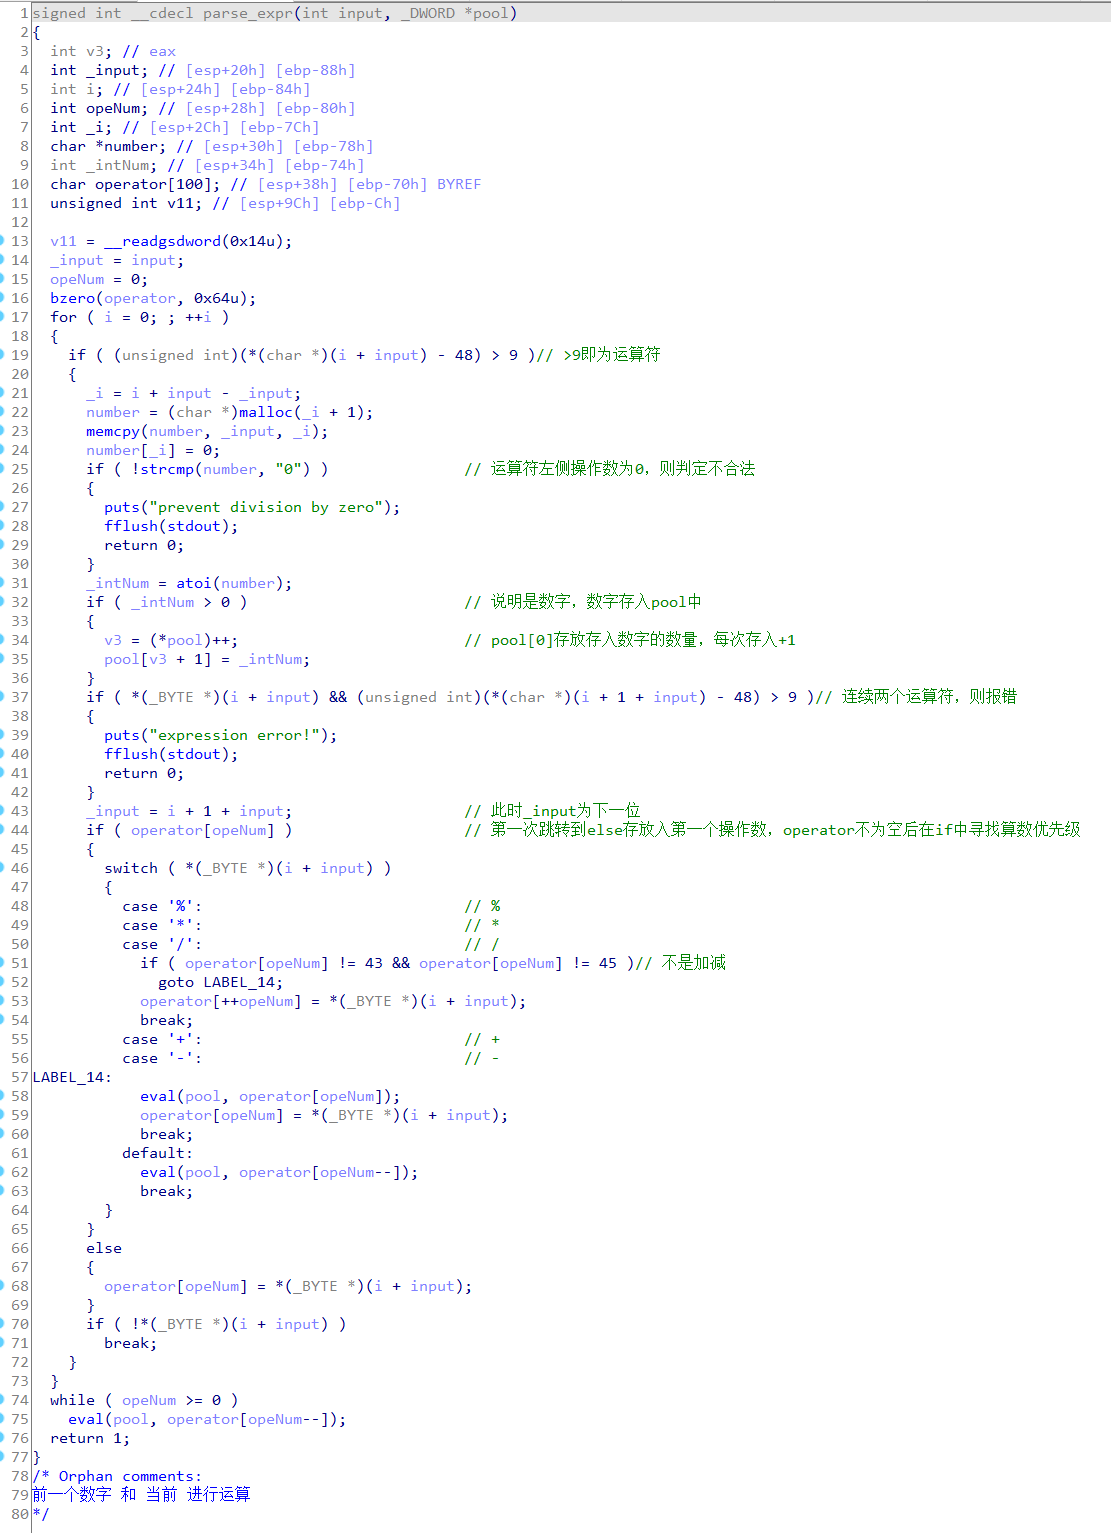 1 signed int __cdecl parse_expr(int input, _DWORD *pool)
2 {
3   int v3; // eax
4   int _input; // [esp+20h] [ebp-88h]
5   int i; // [esp+24h] [ebp-84h]
6   int opeNum; // [esp+28h] [ebp-80h]
7   int _i; // [esp+2Ch] [ebp-7Ch]
8   char *number; // [esp+30h] [ebp-78h]
9   int _intNum; // [esp+34h] [ebp-74h]
10   char operator[100]; // [esp+38h] [ebp-70h] BYREF
11   unsigned int v11; // [esp+9Ch] [ebp-Ch]
12
13   v11 = __readgsdword(0x14u);
14   _input = input;
15   opeNum = 0;
16   bzero(operator, 0x64u);
17   for ( i = 0; ; ++i )
18   {
19     if ( (unsigned int)(*(char *)(i + input) - 48) > 9 )// >9即为运算符
20     {
21       _i = i + input - _input;
22       number = (char *)malloc(_i + 1);
23       memcpy(number, _input, _i);
24       number[_i] = 0;
25       if ( !strcmp(number, "0") )               // 运算符左侧操作数为0，则判定不合法
26       {
27         puts("prevent division by zero");
28         fflush(stdout);
29         return 0;
30       }
31       _intNum = atoi(number);
32       if ( _intNum > 0 )                        // 说明是数字，数字存入pool中
33       {
34         v3 = (*pool)++;                         // pool[0]存放存入数字的数量，每次存入+1
35         pool[v3 + 1] = _intNum;
36       }
37       if ( *(_BYTE *)(i + input) && (unsigned int)(*(char *)(i + 1 + input) - 48) > 9 )// 连续两个运算符，则报错
38       {
39         puts("expression error!");
40         fflush(stdout);
41         return 0;
42       }
43       _input = i + 1 + input;                   // 此时_input为下一位
44       if ( operator[opeNum] )                   // 第一次跳转到else存放入第一个操作数，operator不为空后在if中寻找算数优先级
45       {
46         switch ( *(_BYTE *)(i + input) )
47         {
48           case '%':                             // %
49           case '*':                             // *
50           case '/':                             // /
51             if ( operator[opeNum] != 43 && operator[opeNum] != 45 )// 不是加减
52               goto LABEL_14;
53             operator[++opeNum] = *(_BYTE *)(i + input);
54             break;
55           case '+':                             // +
56           case '-':                             // -
57 LABEL_14:
58             eval(pool, operator[opeNum]);
59             operator[opeNum] = *(_BYTE *)(i + input);
60             break;
61           default:
62             eval(pool, operator[opeNum--]);
63             break;
64         }
65       }
66       else
67       {
68         operator[opeNum] = *(_BYTE *)(i + input);
69       }
70       if ( !*(_BYTE *)(i + input) )
71         break;
72     }
73   }
74   while ( opeNum >= 0 )
75     eval(pool, operator[opeNum--]);
76   return 1;
77 }
78 /* Orphan comments:
79 前一个数字 和 当前 进行运算
80 */